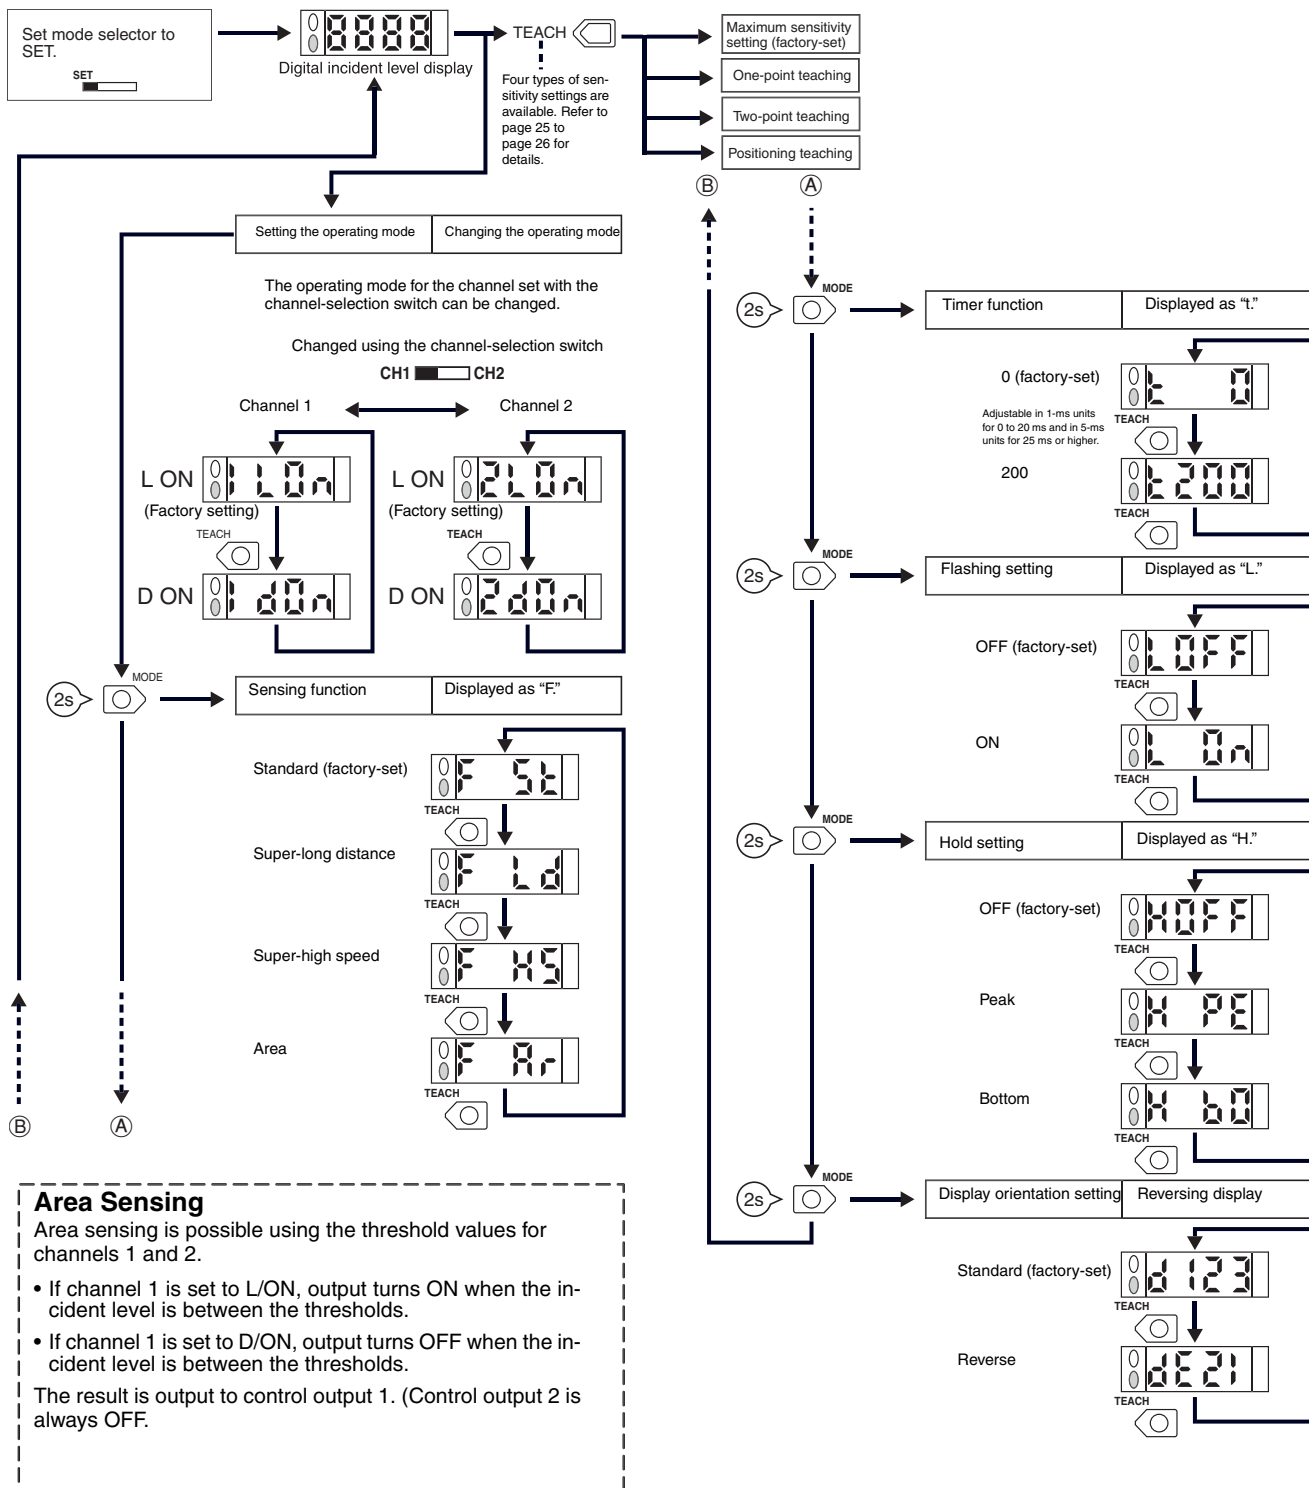 Set mode selector to
SET.
SET
8888
Digital incident level display
TEACH
Four types of sen-
sitivity settings are
available. Refer to
page 25 to
page 26 for
details.
Maximum sensitivity
setting (factory-set)
One-point teaching
Two-point teaching
Positioning teaching
Setting the operating mode
Changing the operating mode
The operating mode for the channel set with the
channel-selection switch can be changed.
Changed using the channel-selection switch
CH1 CH2
Channel 1
Channel 2
L ON
1 L0n
(Factory setting)
TEACH
D ON
1 d0n
L ON
2L0n
(Factory setting)
TEACH
D ON
2d0n
2s
MODE
Sensing function
Displayed as “F.”
Standard (factory-set)
F St
TEACH
Super-long distance
F Ld
TEACH
Super-high speed
F HS
TEACH
Area
F Ar
TEACH
B
A
Area Sensing
Area sensing is possible using the threshold values for
channels 1 and 2.
• If channel 1 is set to L/ON, output turns ON when the in-
cident level is between the thresholds.
• If channel 1 is set to D/ON, output turns OFF when the in-
cident level is between the thresholds.
The result is output to control output 1. (Control output 2 is
always OFF.
B
A
2s
MODE
Timer function
Displayed as “t.”
0 (factory-set)
t 0
Adjustable in 1-ms units
for 0 to 20 ms and in 5-ms
units for 25 ms or higher.
TEACH
200
t200
TEACH
2s
MODE
Flashing setting
Displayed as “L.”
OFF (factory-set)
L0FF
TEACH
ON
L 0n
TEACH
2s
MODE
Hold setting
Displayed as “H.”
OFF (factory-set)
H0FF
TEACH
Peak
H PE
TEACH
Bottom
H b0
TEACH
2s
MODE
Display orientation setting
Reversing display
Standard (factory-set)
d123
TEACH
Reverse
dE21
TEACH